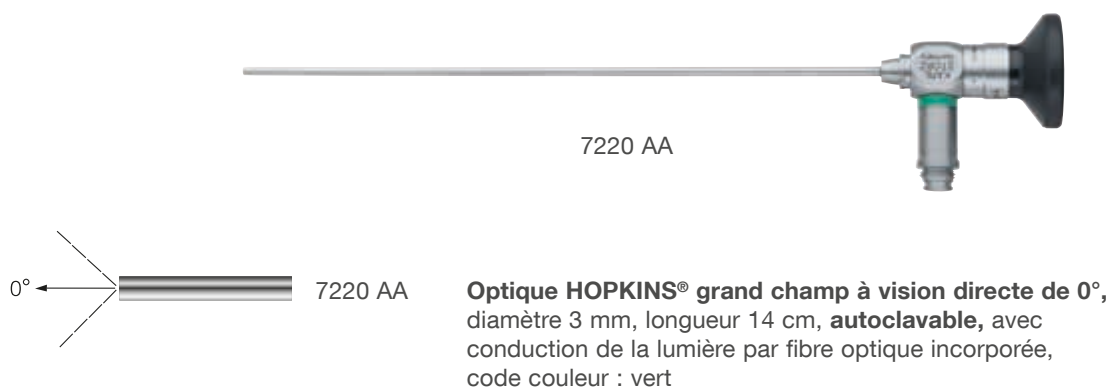 7220 AA
0°
7220 AA
Optique HOPKINS® grand champ à vision directe de 0°,
diamètre 3 mm, longueur 14 cm, autoclavable, avec
conduction de la lumière par fibre optique incorporée,
code couleur : vert